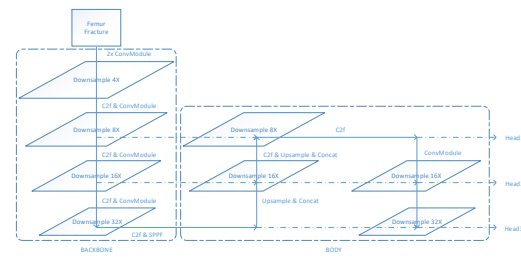 Femur
Fracture
2x ConvModule
Downsample 4X
C2f & ConvModule
Downsample 8X
Downsample 8X
C2f
Head
C2f & ConvModule
C2f & Upsample & Concat
ConvModule
Downsample 16X
Downsample 16X
Downsample 16X
Head
C2f & ConvModule
Upsample & Concat
Downsample 32X
Downsample 32X
Head
C2f & SPPF
BACKBONE
BODY